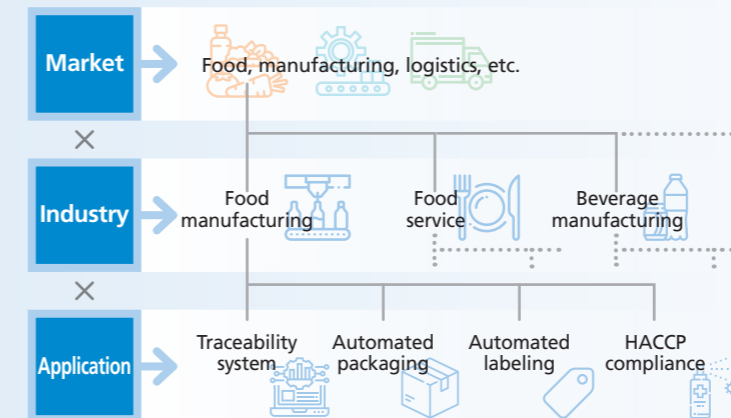 Market
Food, manufacturing, logistics, etc.
×
Industry
Food
manufacturing
Food
service
Beverage
manufacturing
×
Application
Traceability
system
Automated
packaging
Automated
labeling
HACCP
compliance